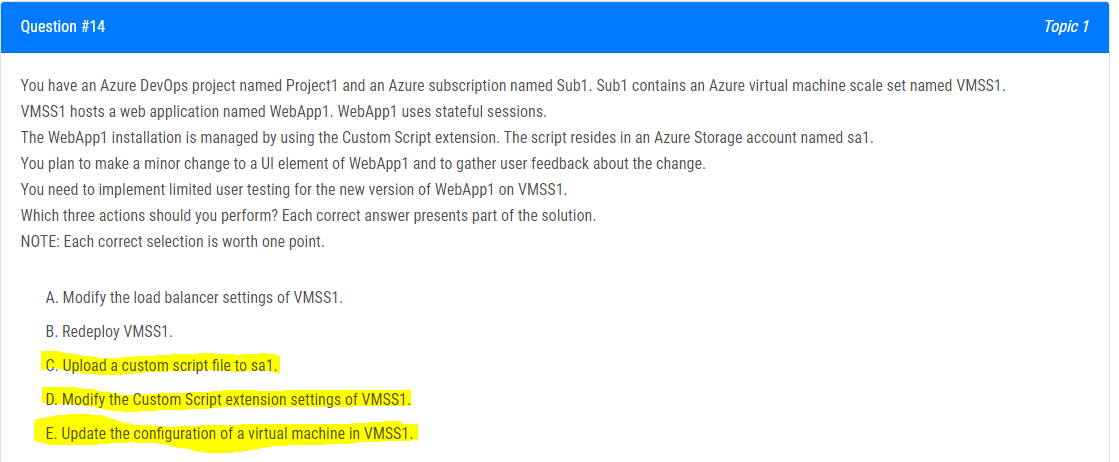 Question #14
Topic 1
You have an Azure DevOps project named Project1 and an Azure subscription named Sub1. Sub1 contains an Azure virtual machine scale set named VMSS1.
VMSS1 hosts a web application named WebApp1. WebApp1 uses stateful sessions.
The WebApp1 installation is managed by using the Custom Script extension. The script resides in an Azure Storage account named sa1.
You plan to make a minor change to a UI element of WebApp1 and to gather user feedback about the change.
You need to implement limited user testing for the new version of WebApp1 on VMSS1.
Which three actions should you perform? Each correct answer presents part of the solution.
NOTE: Each correct selection is worth one point.
A. Modify the load balancer settings of VMSS1.
B. Redeploy VMSS1.
C. Upload a custom script file to sa1.
D. Modify the Custom Script extension settings of VMSS1.
E. Update the configuration of a virtual machine in VMSS1.